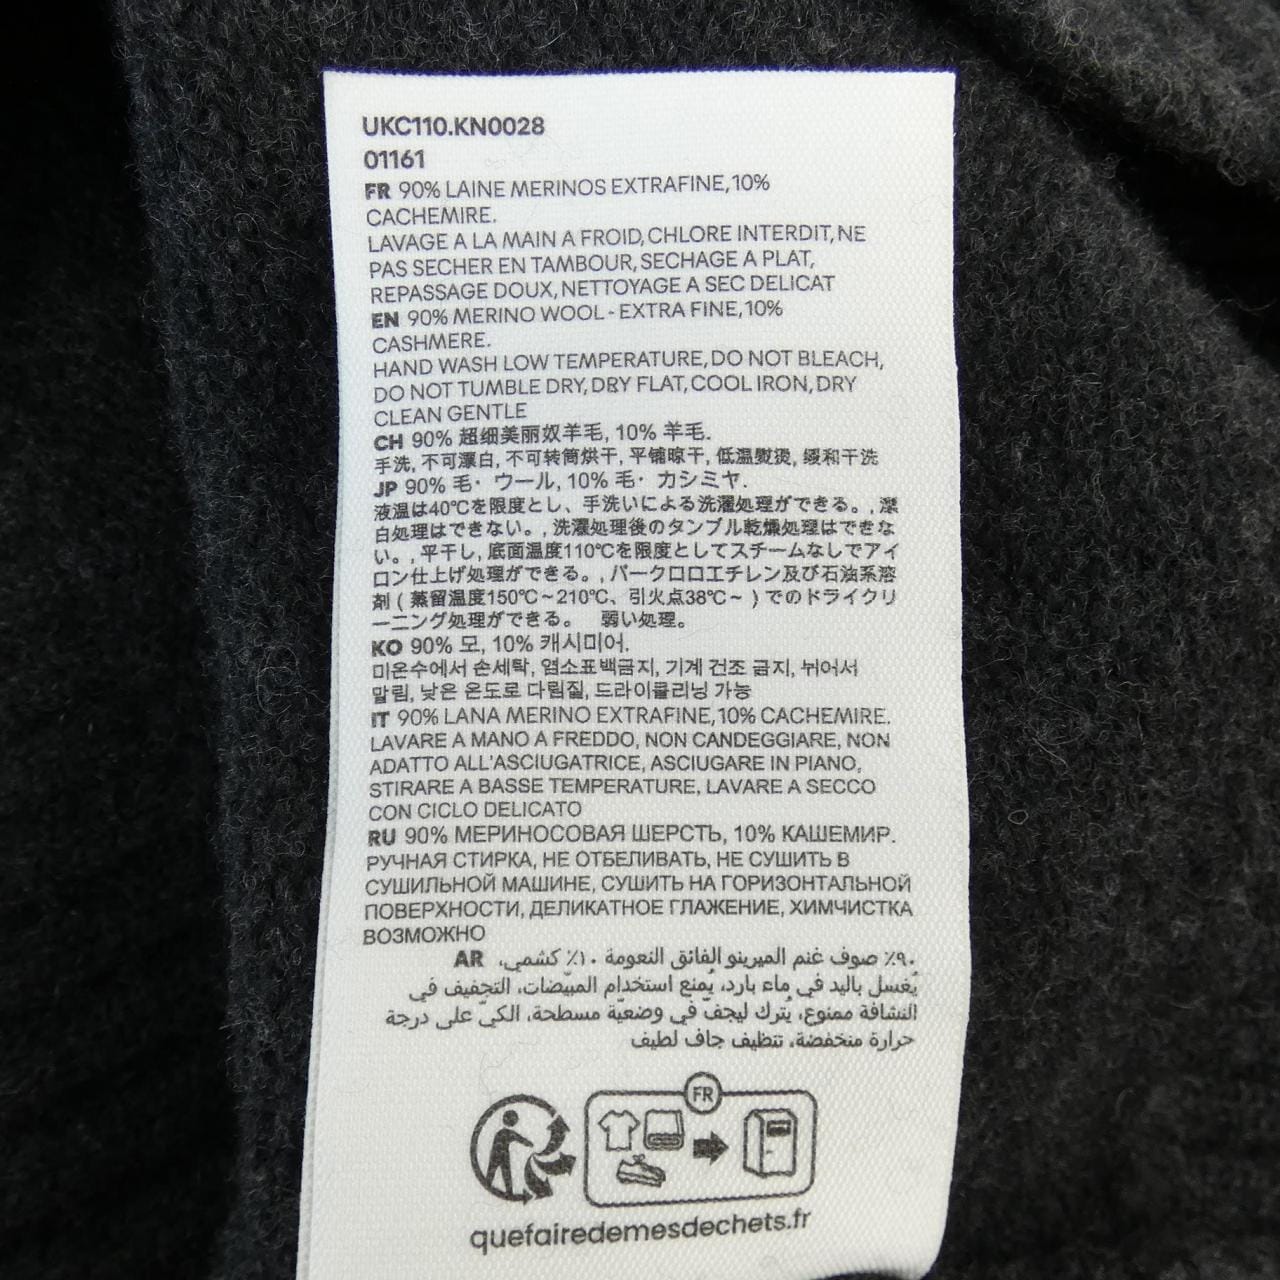 UKC110.KN0028
01161
FR 90% LAINE MERINOS EXTRAFINE, 10%
CACHEMIRE.
LAVAGE A LA MAIN A FROID, CHLORE INTERDIT, NE
PAS SECHER EN TAMBOUR, SECHAGE A PLAT,
REPASSAGE DOUX, NETTOYAGE A SEC DELICAT
EN 90% MERINO WOOL - EXTRA FINE, 10%
CASHMERE.
HAND WASH LOW TEMPERATURE, DO NOT BLEACH,
DO NOT TUMBLE DRY, DRY FLAT, COOL IRON, DRY
CLEAN GENTLE
CH 90% 超细美丽奴羊毛, 10% 羊毛.
手洗, 不可漂白, 不可转筒烘干, 平铺晾干, 低温熨烫, 缓和干洗
JP 90% 毛・ウール, 10% 毛・カシミヤ.
液温は40℃を限度とし、手洗いによる洗濯処理ができる。, 漂
白処理はできない。, 洗濯処理後のタンブル乾燥処理はできな
い。, 平干し, 底面温度110℃を限度としてスチームなしでアイ
ロン仕上げ処理ができる。, パークロロエチレン及び石油系溶
剤 ( 蒸留温度150℃～210℃、引火点38℃～ ) でのドライクリ
ーニング処理ができる。 弱い処理。
KO 90% 모, 10% 캐시미어.
미온수에서 손세탁, 염소표백금지, 기계 건조 금지, 뉘어서
말림, 낮은 온도로 다림질, 드라이클리닝 가능
IT 90% LANA MERINO EXTRAFINE, 10% CACHEMIRE.
LAVARE A MANO A FREDDO, NON CANDEGGIARE, NON
ADATTO ALL'ASCIUGATRICE, ASCIUGARE IN PIANO,
STIRARE A BASSE TEMPERATURE, LAVARE A SECCO
CON CICLO DELICATO
RU 90% МЕРИНОСОВАЯ ШЕРСТЬ, 10% КАШЕМИР.
РУЧНАЯ СТИРКА, НЕ ОТБЕЛИВАТЬ, НЕ СУШИТЬ В
СУШИЛЬНОЙ МАШИНЕ, СУШИТЬ НА ГОРИЗОНТАЛЬНОЙ
ПОВЕРХНОСТИ, ДЕЛИКАТНОЕ ГЛАЖЕНИЕ, ХИМЧИСТКА
ВОЗМОЖНО
AR ٩٠٪ صوف غنم الميرينو الفائق النعومة ١٠٪ كشمي،
يُغسل باليد في ماء بارد، يُمنع استخدام المبيّضات، التجفيف في
النشافة ممنوع، يُترك ليجفّ في وضعيّة مسطحة، الكيّ على درجة
حرارة منخفضة، تنظيف جاف لطيف
FR
quefairedemesdechets.fr